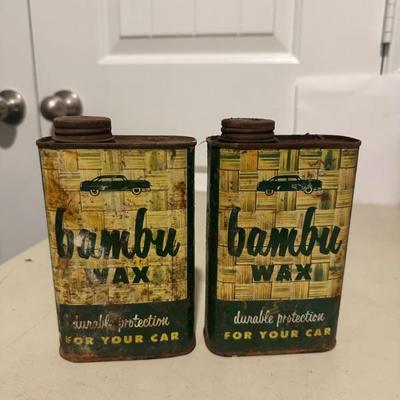 bambu
WAX
durable protection
FOR YOUR CAR
bambu
WAX
durable protection
FOR YOUR CAR